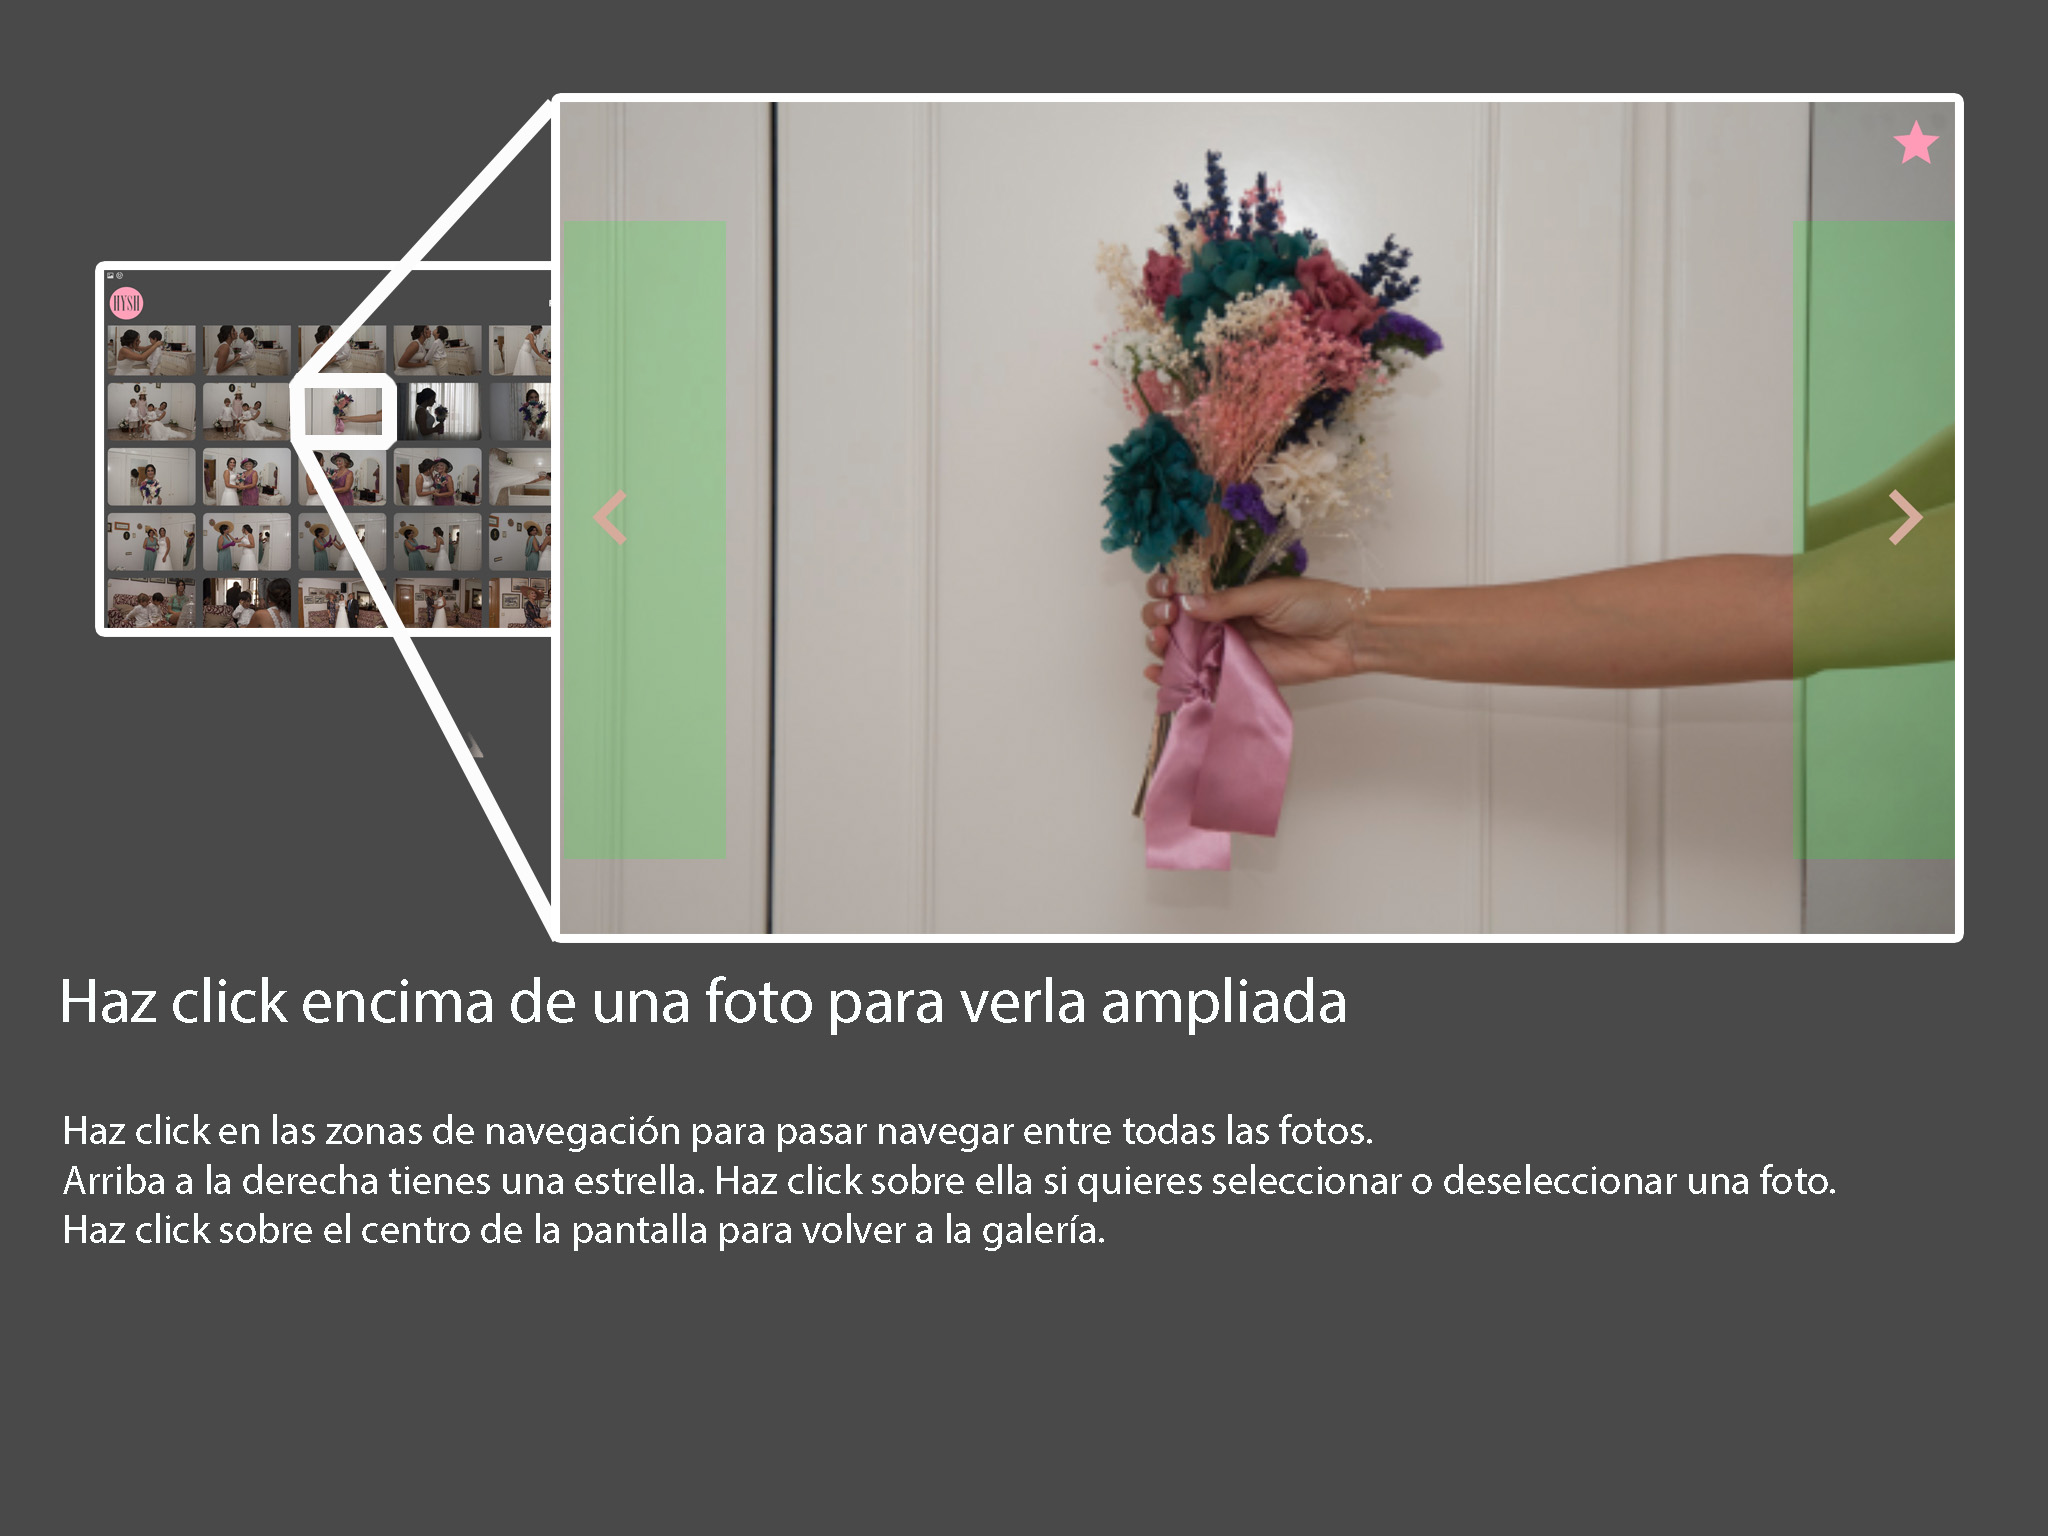 HYSH
Haz click encima de una foto para verla ampliada
Haz click en las zonas de navegación para pasar navegar entre todas las fotos.
Arriba a la derecha tienes una estrella. Haz click sobre ella si quieres seleccionar o deseleccionar una foto.
Haz click sobre el centro de la pantalla para volver a la galería.